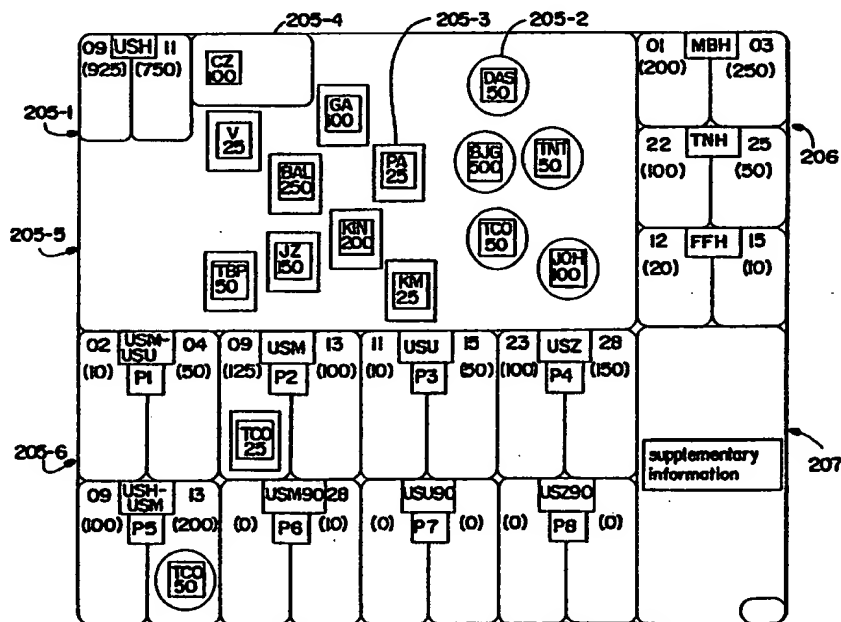 205-4
205-3
205-2
09 USH 11
(925) (750)
CZ
100
DAS
50
01 MBH 03
(200) (250)
205-1
GA
100
V
25
BJG
500
TNT
50
PA
25
BAL
250
22 TNH 25
(100) (50)
206
205-5
KIN
200
TCO
50
JZ
150
JOH
100
TBP
50
KM
25
12 FFH 15
(20) (10)
02 USM-USU 04
(10) P1 (50)
09 USM 13
(125) P2 (100)
11 USU 15
(10) P3 (50)
23 USZ 28
(100) P4 (150)
TCO
25
205-6
supplementary
information
207
09 USH-USM 13
(100) P5 (200)
USM90 28
(0) P6 (10)
USU90
(0) P7 (0)
USZ90
(0) P8 (0)
TCO
50